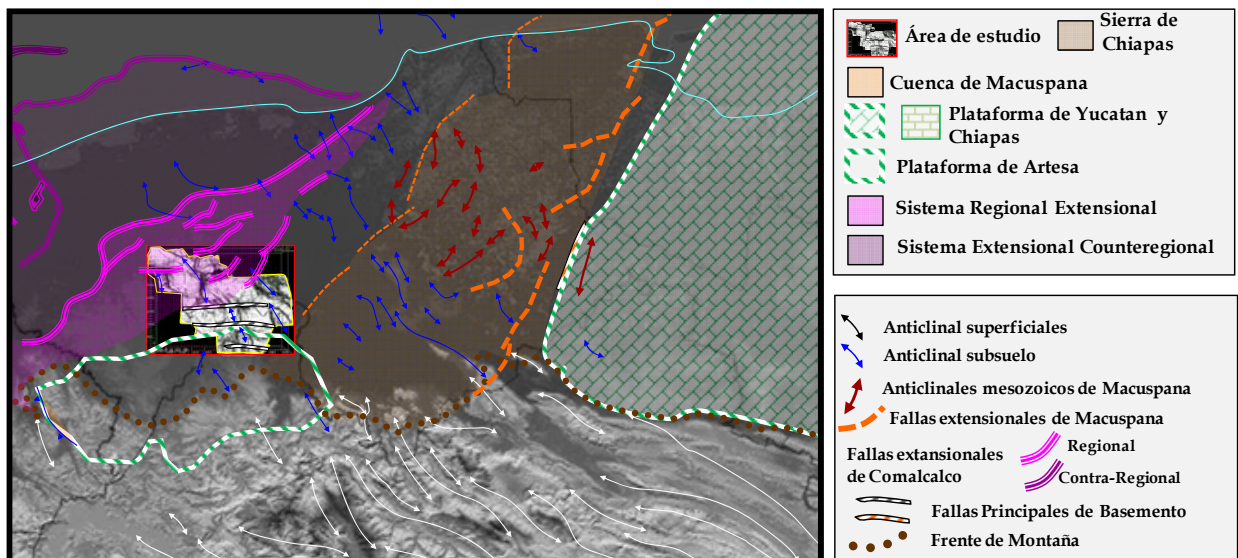 Área de estudio
Sierra de
Chiapas
Cuenca de Macuspana
Plataforma de Yucatan y
Chiapas
Plataforma de Artesa
Sistema Regional Extensional
Sistema Extensional Counteregional
Anticlinal superficiales
Anticlinal subsuelo
Anticlinales mesozoicos de Macuspana
Fallas extensionales de Macuspana
Fallas extansionales
de Comalcalco
Regional
Contra-Regional
Fallas Principales de Basemento
Frente de Montaña